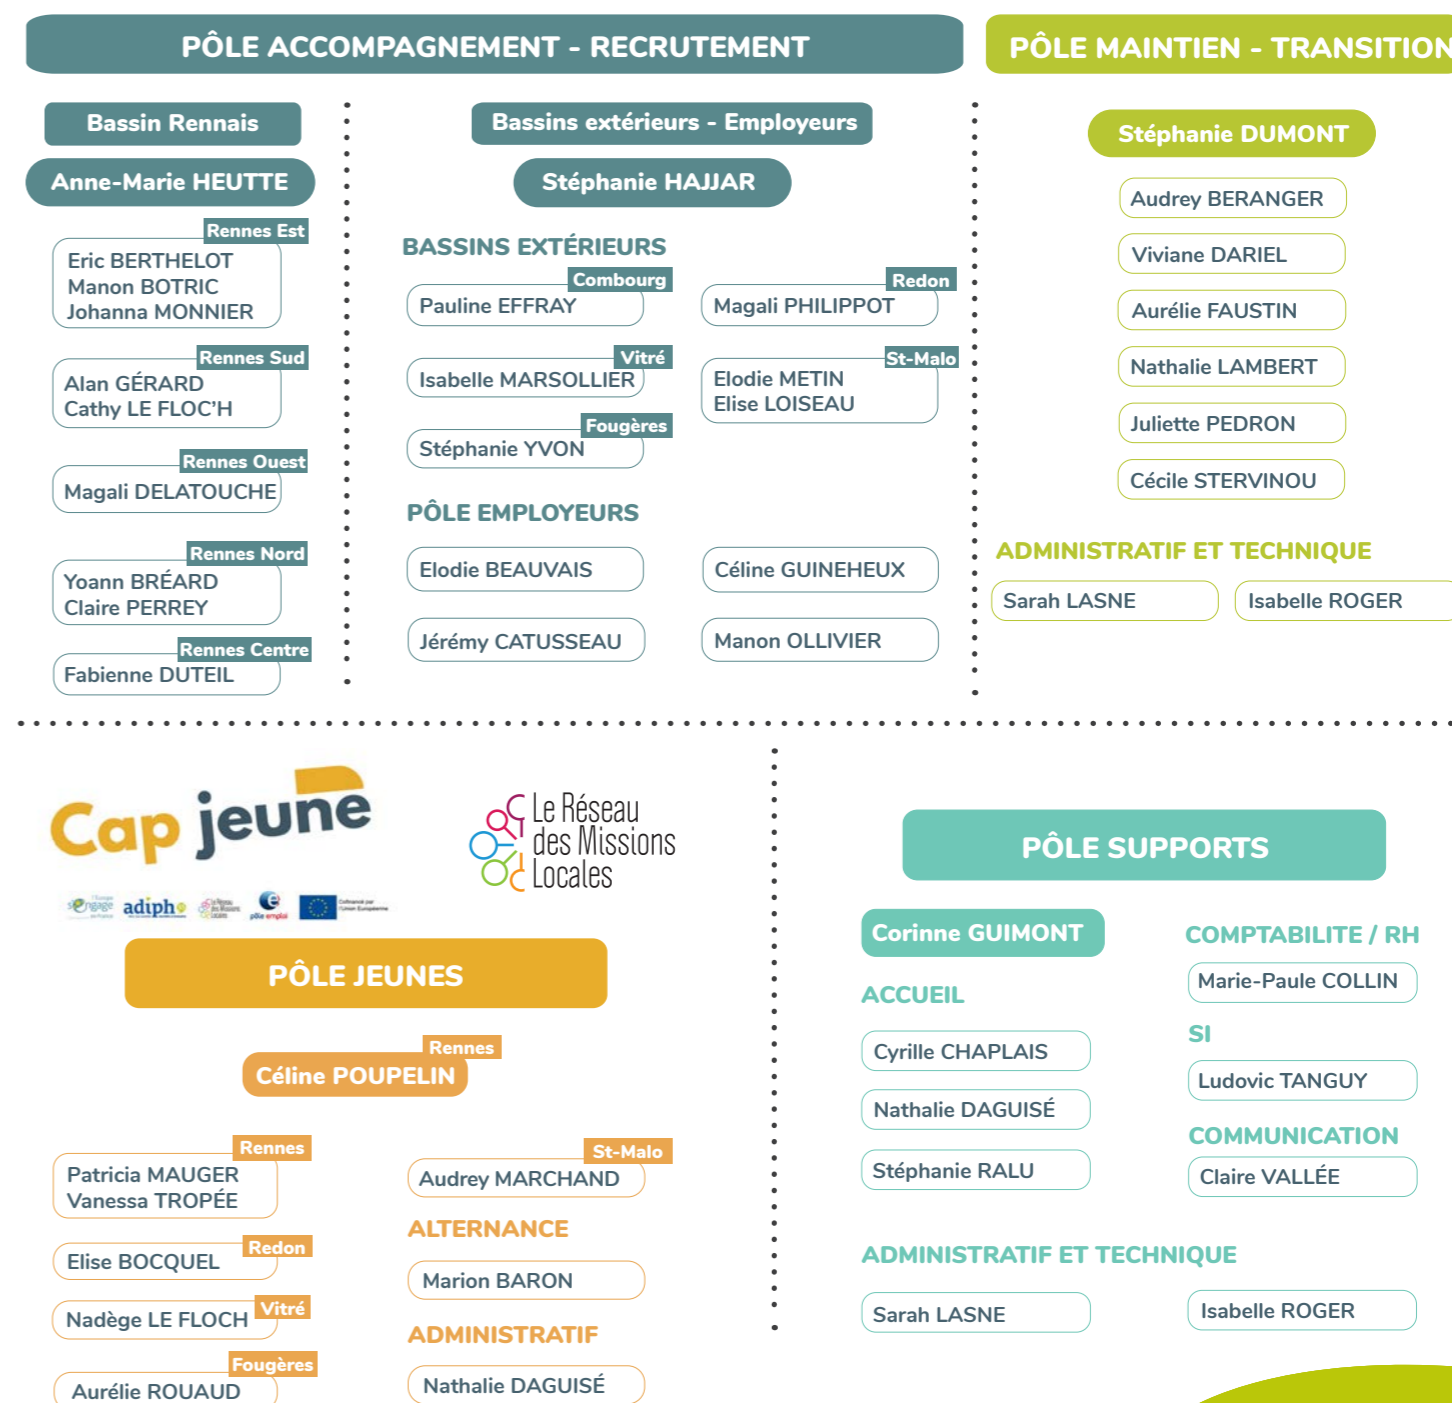 PÔLE ACCOMPAGNEMENT - RECRUTEMENT
Bassin Rennais
Anne-Marie HEUTTE
Rennes Est
Eric BERTHELOT
Manon BOTRIC
Johanna MONNIER
Rennes Sud
Alan GÉRARD
Cathy LE FLOC'H
Rennes Ouest
Magali DELATOUCHE
Rennes Nord
Yoann BRÉARD
Claire PERREY
Rennes Centre
Fabienne DUTEIL
Bassins extérieurs - Employeurs
Stéphanie HAJJAR
BASSINS EXTÉRIEURS
Combourg
Pauline EFFRAY
Redon
Magali PHILIPPOT
Vitré
Isabelle MARSOLLIER
St-Malo
Elodie METIN
Elise LOISEAU
Fougères
Stéphanie YVON
PÔLE EMPLOYEURS
Elodie BEAUVAIS
Céline GUINEHEUX
Jérémy CATUSSEAU
Manon OLLIVIER
PÔLE MAINTIEN - TRANSITION
Stéphanie DUMONT
Audrey BERANGER
Viviane DARIEL
Aurélie FAUSTIN
Nathalie LAMBERT
Juliette PEDRON
Cécile STERVINOU
ADMINISTRATIF ET TECHNIQUE
Sarah LASNE
Isabelle ROGER
Cap jeune
Le Réseau
des Missions
Locales
s'engage
adiph
pôle emploi
PÔLE JEUNES
Rennes
Céline POUPELIN
Rennes
Patricia MAUGER
Vanessa TROPÉE
Redon
Elise BOCQUEL
Vitré
Nadège LE FLOCH
Fougères
Aurélie ROUAUD
St-Malo
Audrey MARCHAND
ALTERNANCE
Marion BARON
ADMINISTRATIF
Nathalie DAGUISÉ
PÔLE SUPPORTS
Corinne GUIMONT
ACCUEIL
Cyrille CHAPLAIS
Nathalie DAGUISÉ
Stéphanie RALU
COMPTABILITE / RH
Marie-Paule COLLIN
SI
Ludovic TANGUY
COMMUNICATION
Claire VALLÉE
ADMINISTRATIF ET TECHNIQUE
Sarah LASNE
Isabelle ROGER